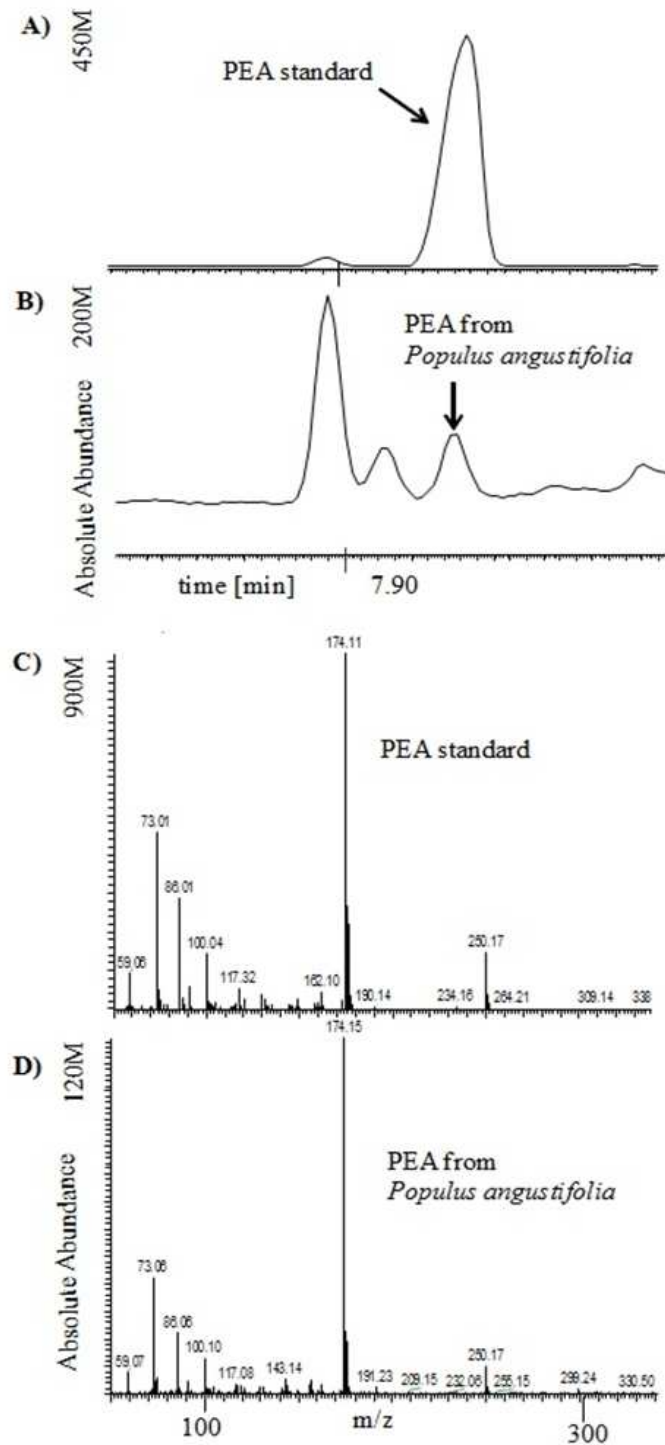 A)
450M
PEA standard
B)
200M
PEA from
Populus angustifolia
Absolute Abundance
time [min]
7.90
C)
900M
174.11
PEA standard
73.01
86.01
100.04
59.06
117.32
162.10
190.14
234.16
250.17
264.21
309.14
338
D)
120M
174.15
PEA from
Populus angustifolia
Absolute Abundance
73.06
86.06
100.10
59.07
117.08
143.14
191.23
209.15
232.06
250.17
255.15
299.24
330.50
100
m/z
300